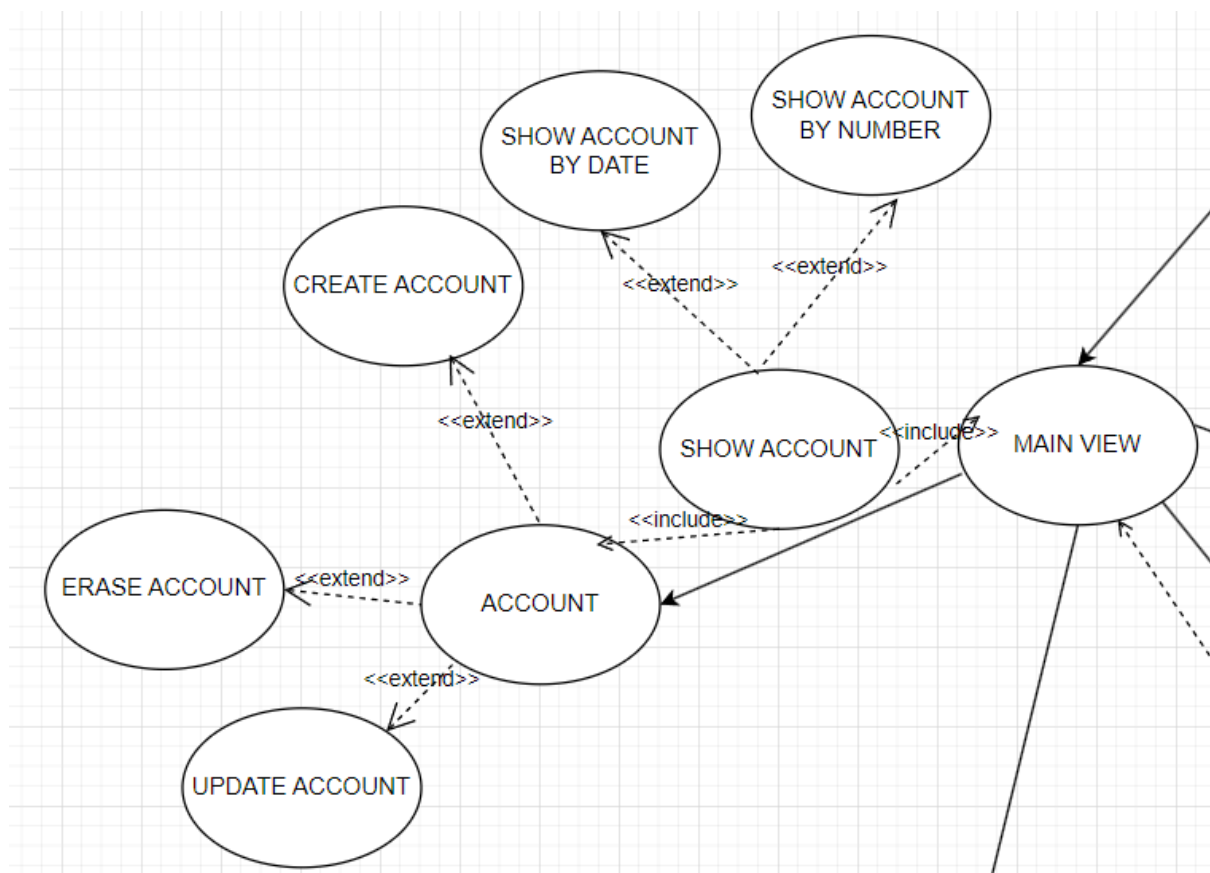 SHOW ACCOUNT
BY NUMBER
SHOW ACCOUNT
BY DATE
<<extend>>
<<extend>>
CREATE ACCOUNT
<<extend>>
<<include>>
SHOW ACCOUNT
MAIN VIEW
<<include>>
<<extend>>
ERASE ACCOUNT
ACCOUNT
<<extend>>
UPDATE ACCOUNT